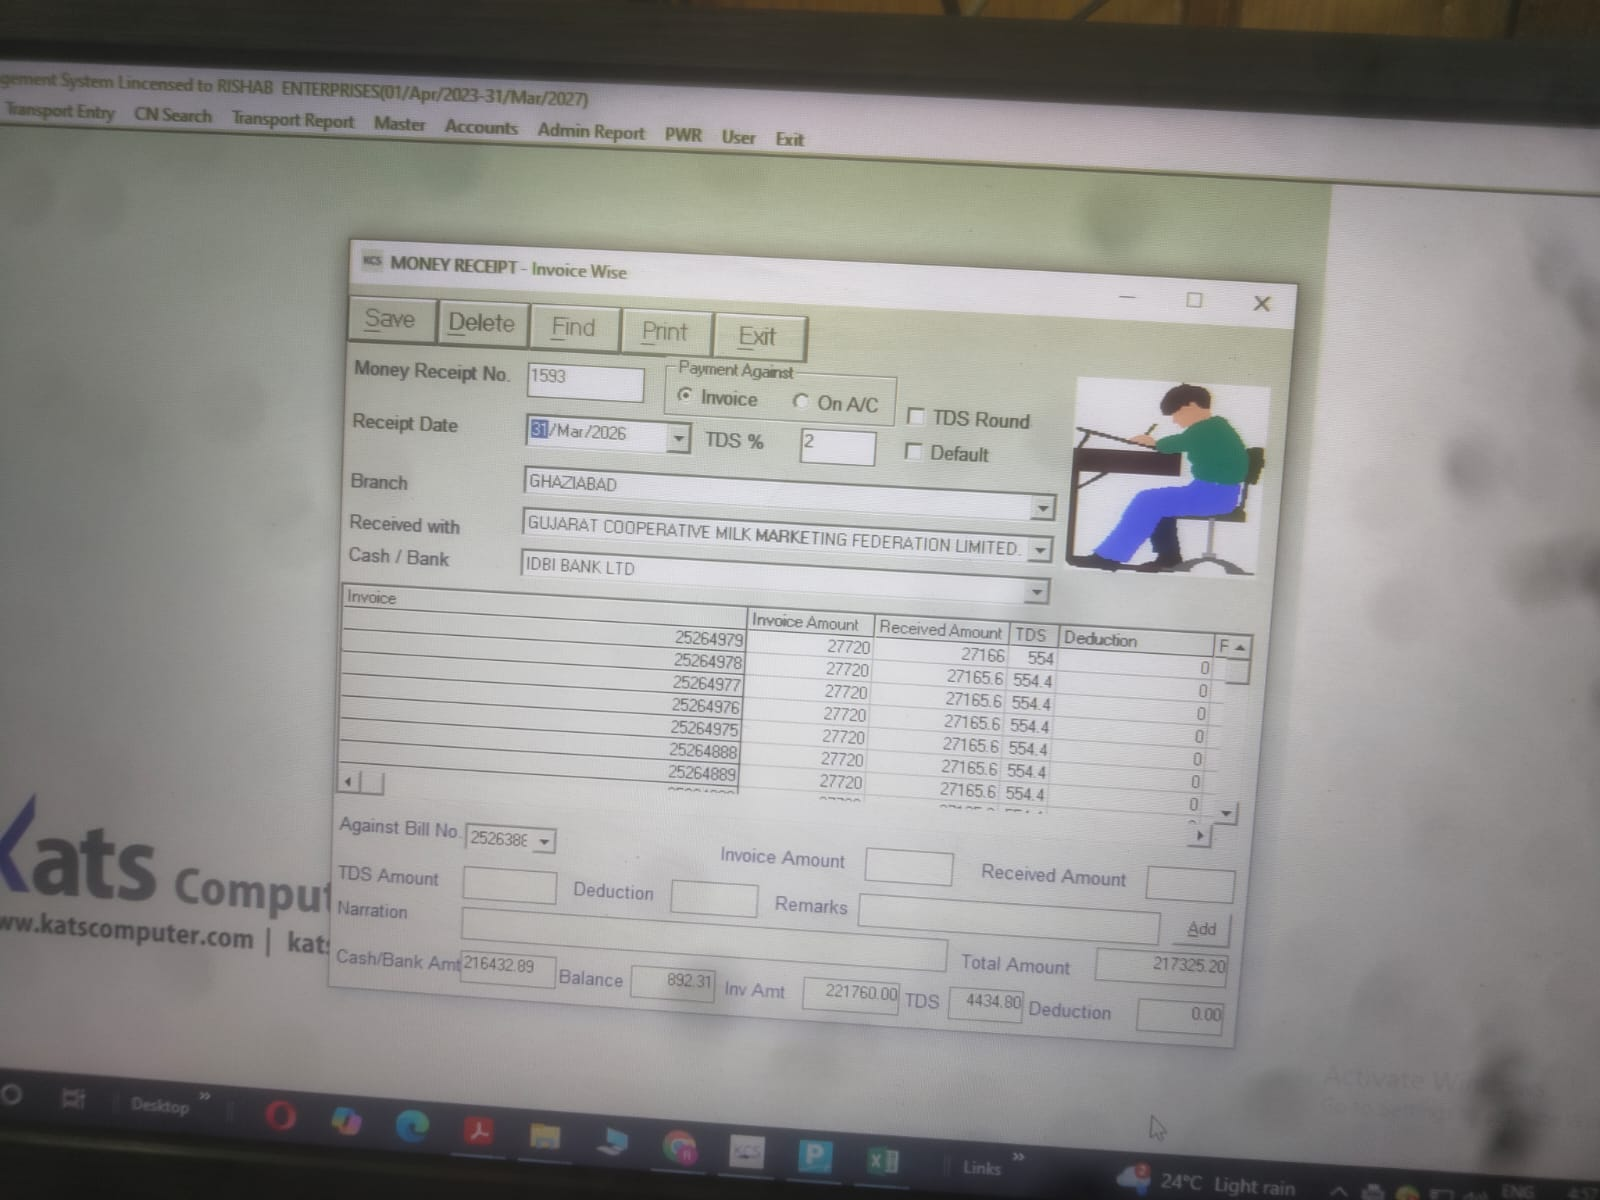 gement System Lincensed to RISHAB ENTERPRISES(01/Apr/2023-31/Mar/2027)
Transport Entry CN Search Transport Report Master Accounts Admin Report PWR User Exit
KCS MONEY RECEIPT - Invoice Wise
Save Delete Find Print Exit
Money Receipt No. 1593 Payment Against
Invoice On A/C TDS Round
Receipt Date 31/Mar/2026 TDS % 2 Default
Branch GHAZIABAD
Received with GUJARAT COOPERATIVE MILK MARKETING FEDERATION LIMITED.
Cash / Bank IDBI BANK LTD
Invoice Invoice Amount Received Amount TDS Deduction F
25264979 27720 27166 554 0
25264978 27720 27165.6 554.4 0
25264977 27720 27165.6 554.4 0
25264976 27720 27165.6 554.4 0
25264975 27720 27165.6 554.4 0
25264888 27720 27165.6 554.4 0
25264889 27720 27165.6 554.4 0
Against Bill No. 2526388 Invoice Amount Received Amount
TDS Amount Deduction Remarks Add
Narration Total Amount 217325.20
Cash/Bank Amt 216432.89 Balance 892.31 Inv Amt 221760.00 TDS 4434.80 Deduction 0.00
Kats Comput
ww.katscomputer.com | kats
Activate
Desktop KCS Links 24°C Light rain ENG